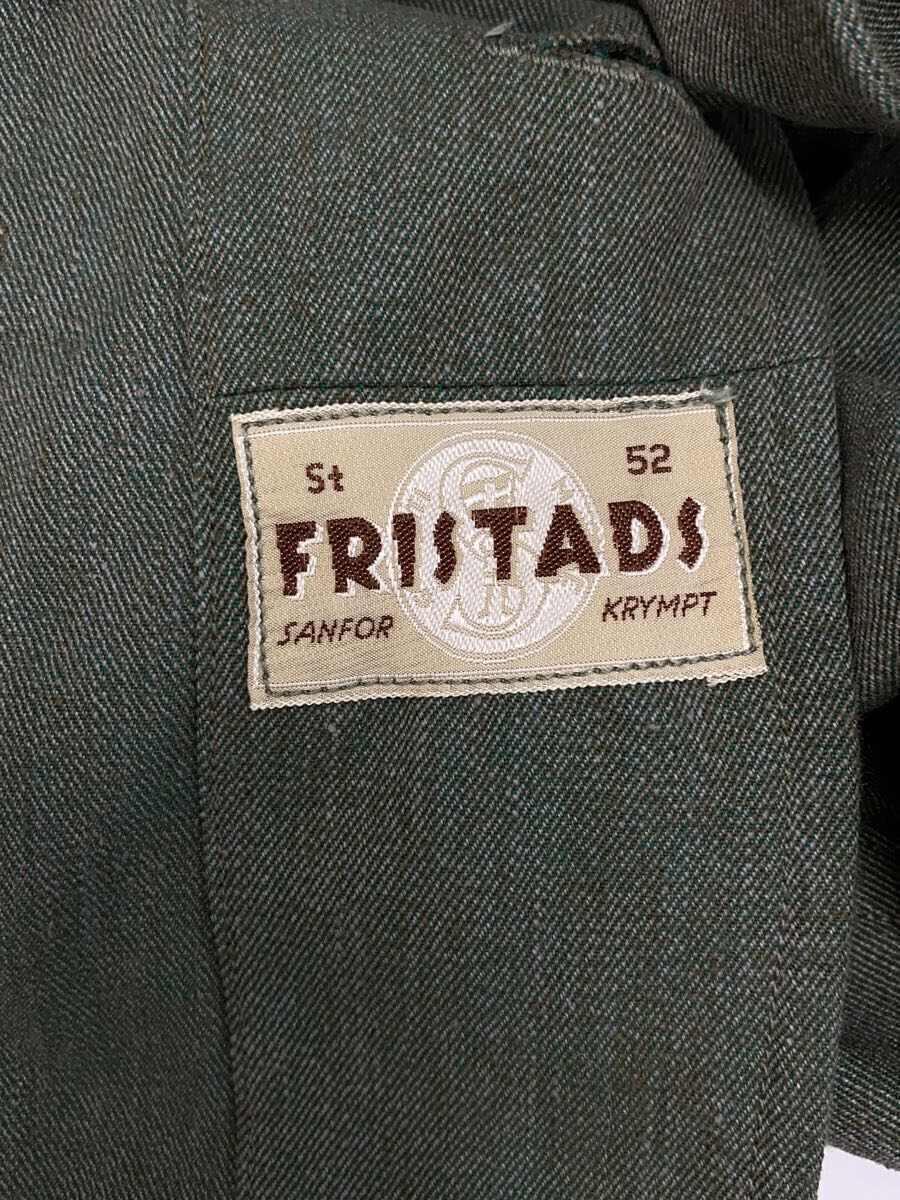 St 52
FRISTADS
SANFOR KRYMPT